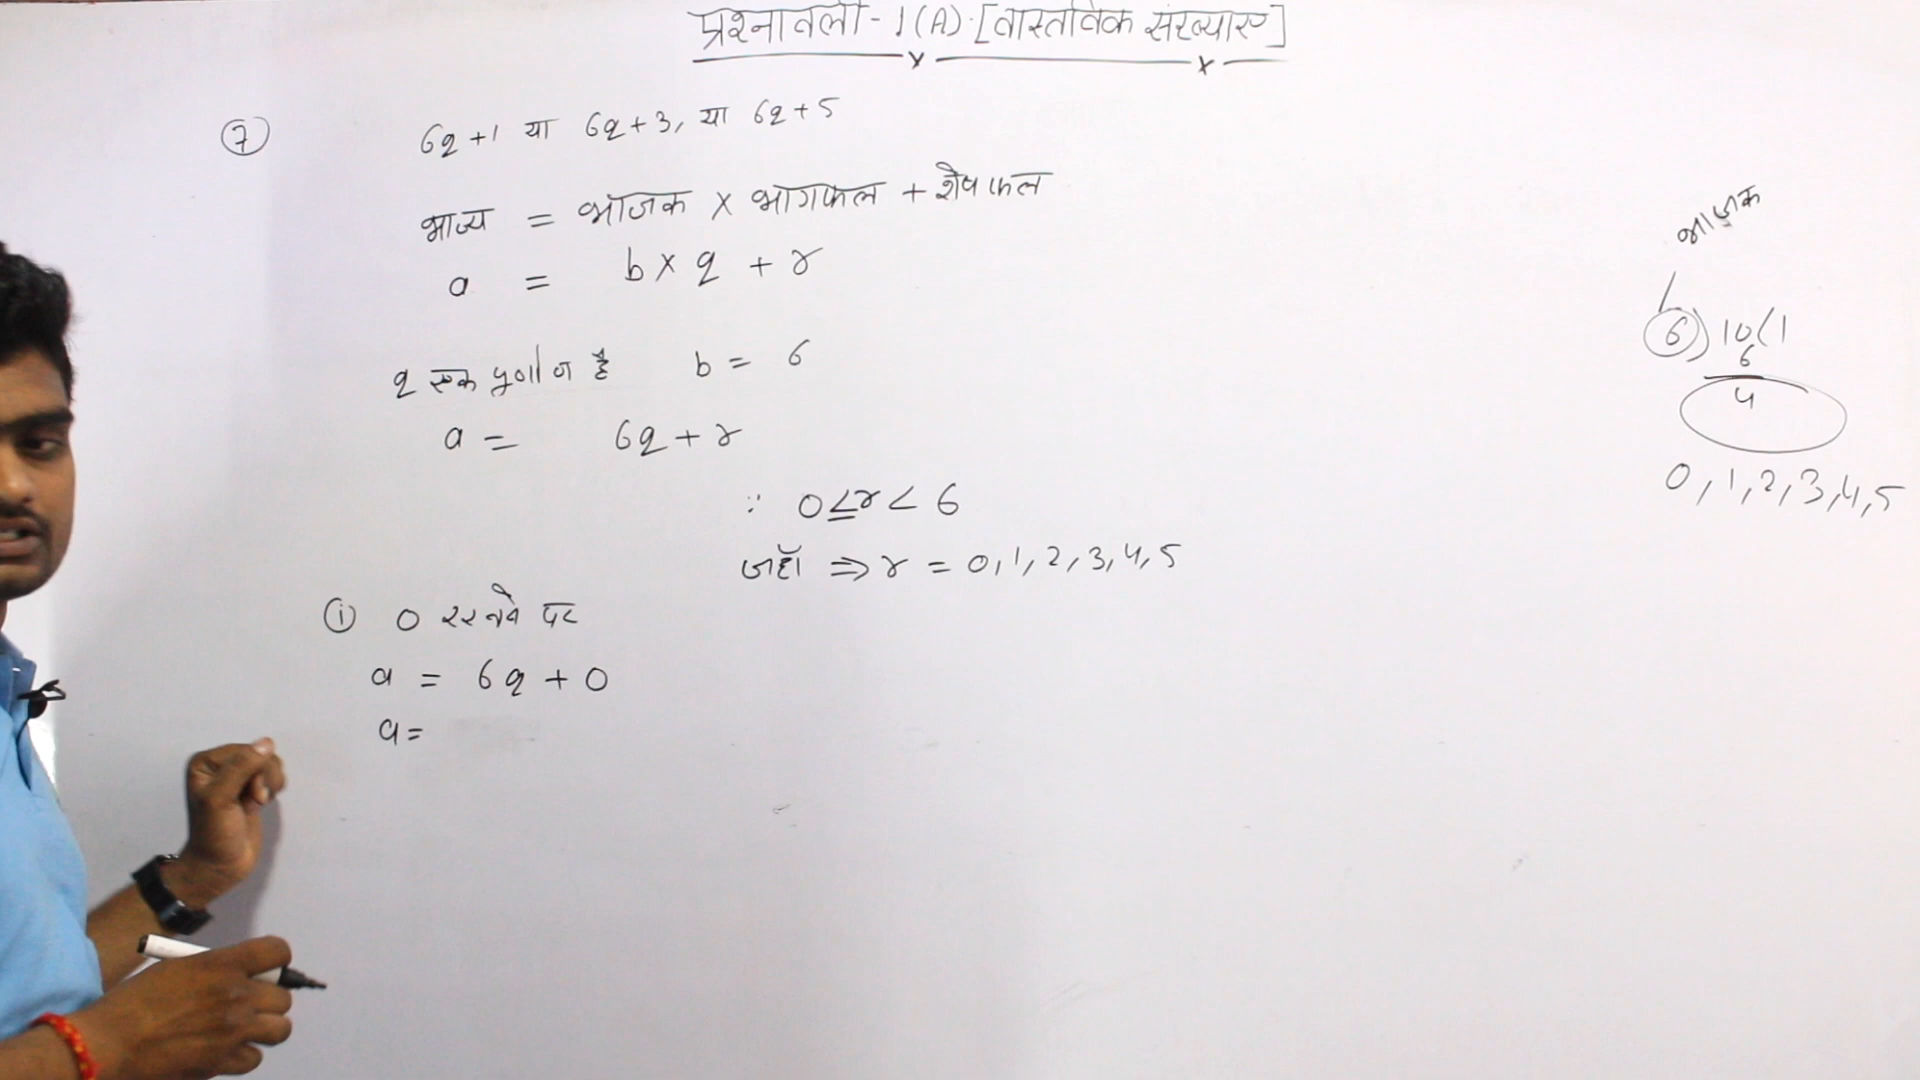 प्रश्नावली - 1(A) · [वास्तविक संख्याएं]
⑦ 6q + 1 या 6q + 3, या 6q + 5
भाज्य = भाजक × भागफल + शेषफल
a = b × q + r
q एक पूर्णांक है b = 6
a = 6q + r
∵ 0 ≤ r < 6
जहाँ ⇒ r = 0, 1, 2, 3, 4, 5
① 0 रखने पर
a = 6q + 0
a =
भाजक
6) 10 (1
6
4
0, 1, 2, 3, 4, 5